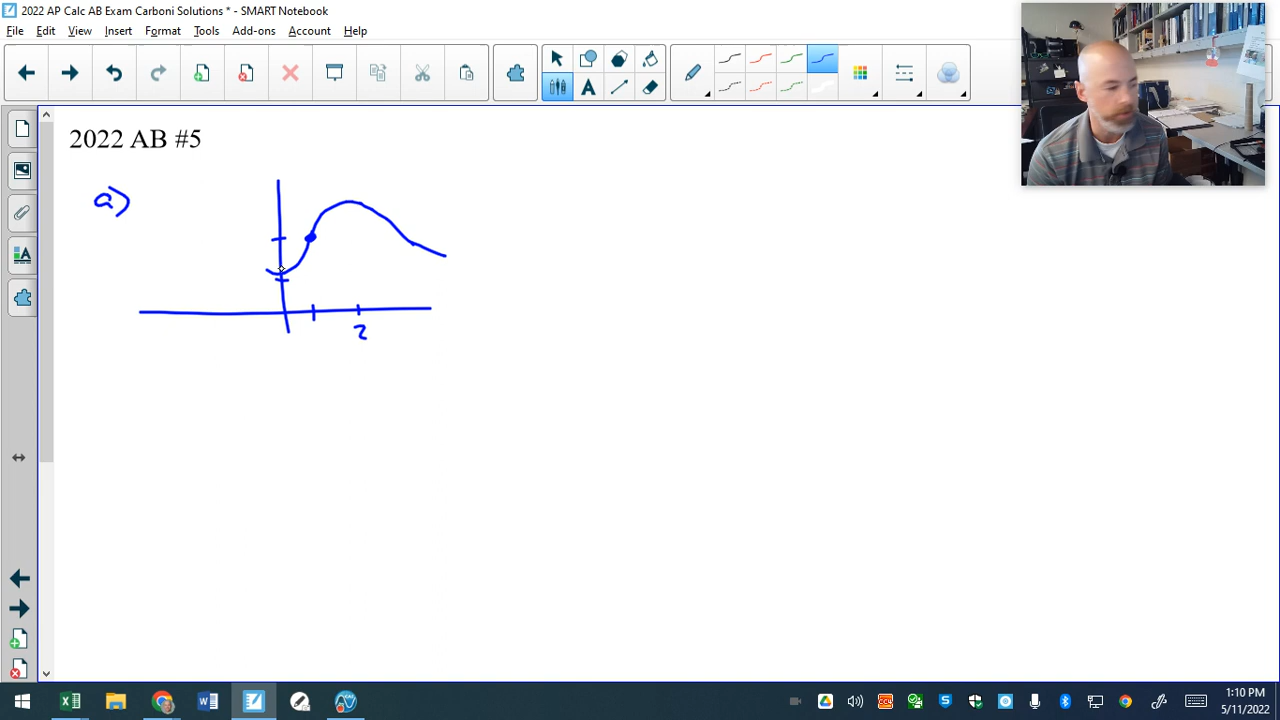 2022 AP Calc AB Exam Carboni Solutions * - SMART Notebook
File Edit View Insert Format Tools Add-ons Account Help
2022 AB #5
a)
2
1:10 PM
5/11/2022